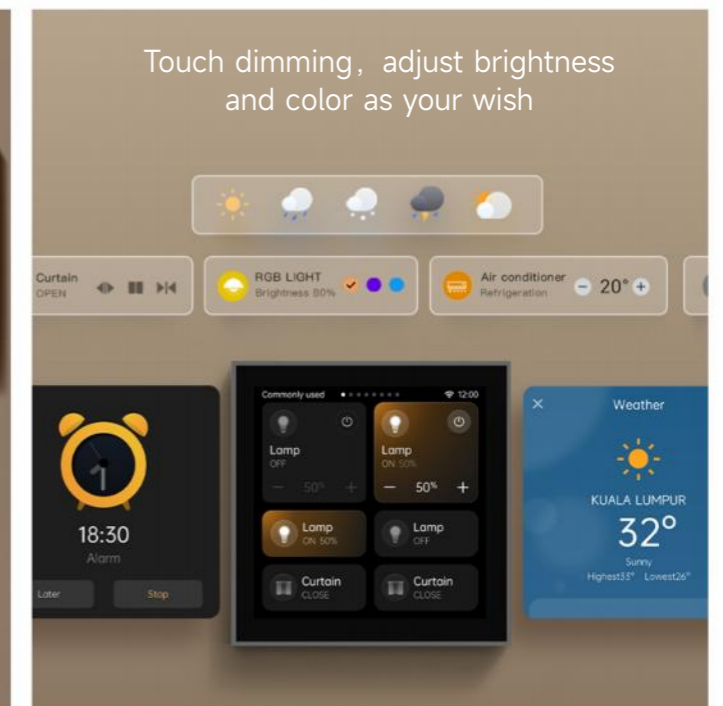 Touch dimming, adjust brightness
and color as your wish
Curtain
OPEN
RGB LIGHT
Brightness 80%
Air conditioner
Refrigeration
20°
Commonly used
12:00
Lamp
OFF
50%
Lamp
ON 50%
50%
Lamp
ON 50%
Lamp
OFF
Curtain
CLOSE
Curtain
CLOSE
18:30
Alarm
Later
Stop
Weather
KUALA LUMPUR
32°
Sunny
Highest33° Lowest26°